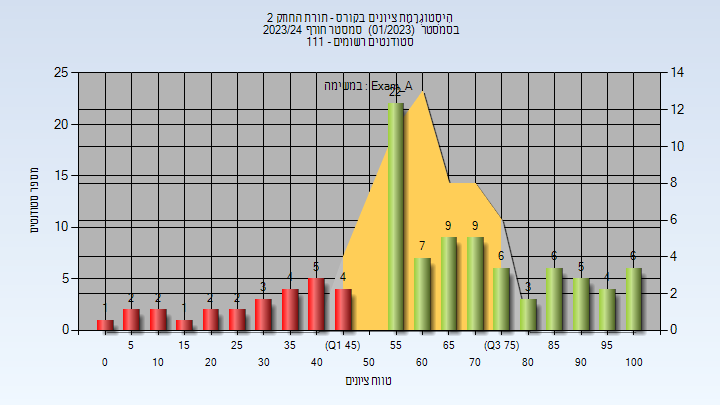 היסטוגרמת ציונים בקורס - תורת החוזק 2
בסמסטר (01/2023) סמסטר חורף 2023/24
סטודנטים רשומים - 111
במשימה : Exam_A
מספר סטודנטים
25
20
15
10
5
0
14
12
10
8
6
4
2
0
1 2 2 1 2 2 3 4 5 4 22 7 9 9 6 3 6 5 4 6
5 15 25 35 (Q1 45) 55 65 (Q3 75) 85 95
0 10 20 30 40 50 60 70 80 90 100
טווח ציונים